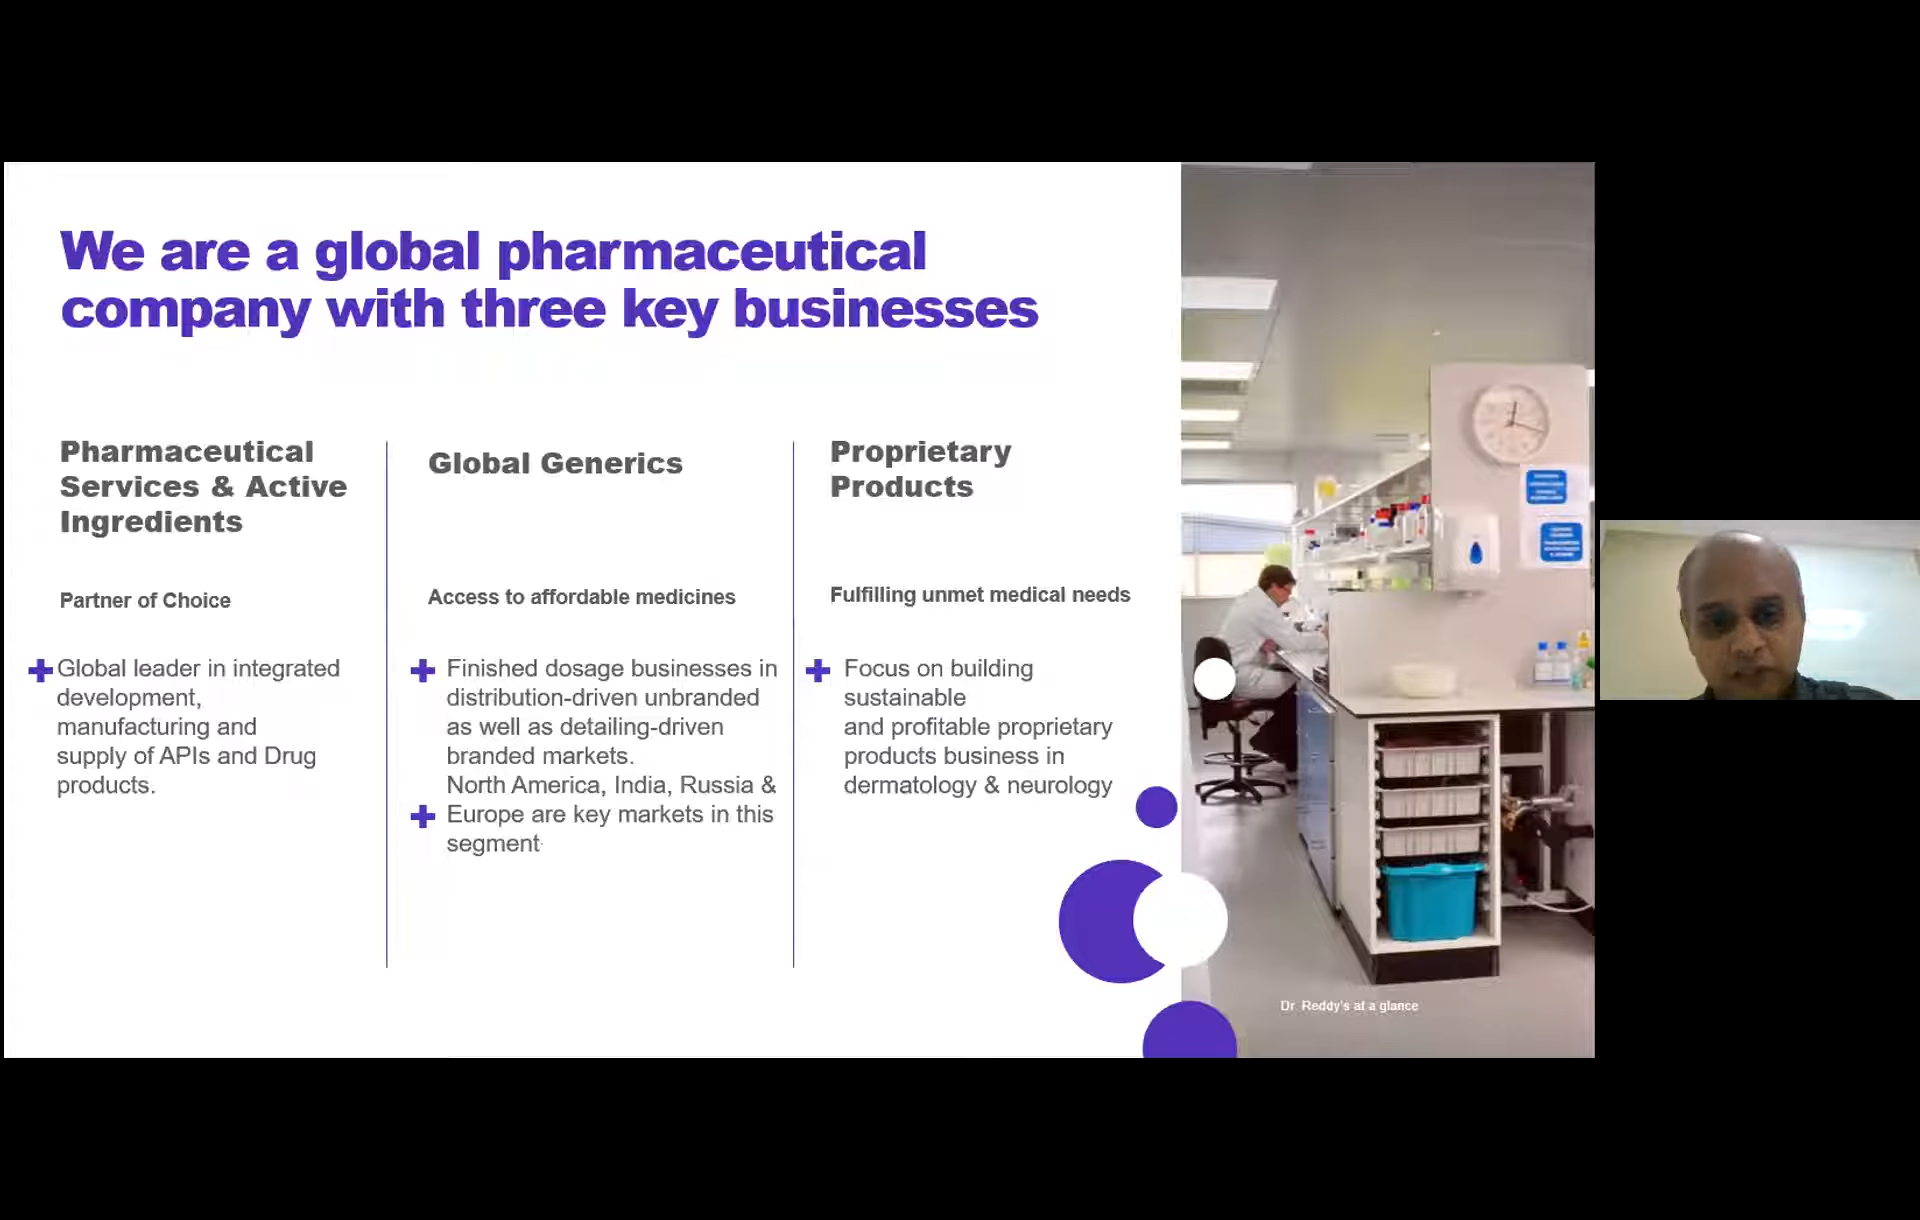 We are a global pharmaceutical
company with three key businesses
Pharmaceutical
Services & Active
Ingredients
Partner of Choice
Global leader in integrated
development,
manufacturing and
supply of APIs and Drug
products.
Global Generics
Access to affordable medicines
Finished dosage businesses in
distribution-driven unbranded
as well as detailing-driven
branded markets.
North America, India, Russia &
Europe are key markets in this
segment
Proprietary
Products
Fulfilling unmet medical needs
Focus on building
sustainable
and profitable proprietary
products business in
dermatology & neurology
Dr. Reddy's at a glance